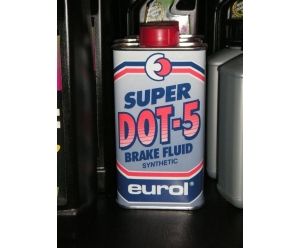 SUPER
DOT-5
BRAKE FLUID
SYNTHETIC
eurol®